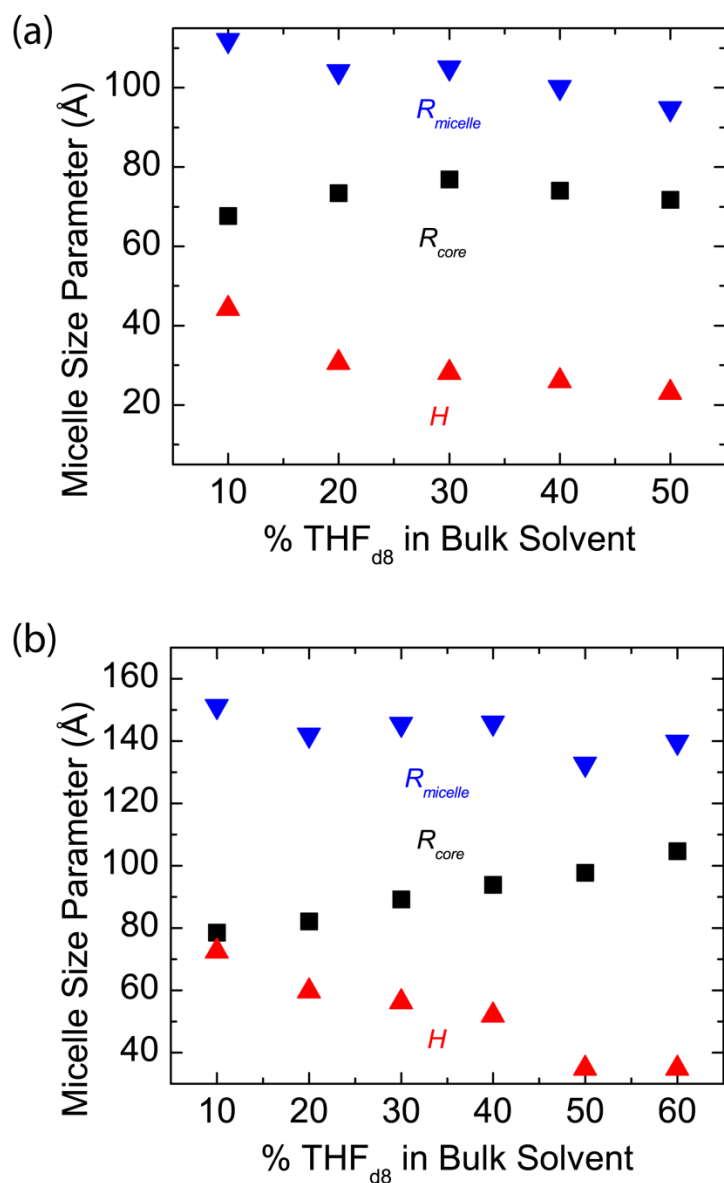 (a)
Micelle Size Parameter (Å)
100
80
60
40
20
R_micelle
R_core
H
10 20 30 40 50
% THF_d8 in Bulk Solvent
(b)
Micelle Size Parameter (Å)
160
140
120
100
80
60
40
R_micelle
R_core
H
10 20 30 40 50 60
% THF_d8 in Bulk Solvent